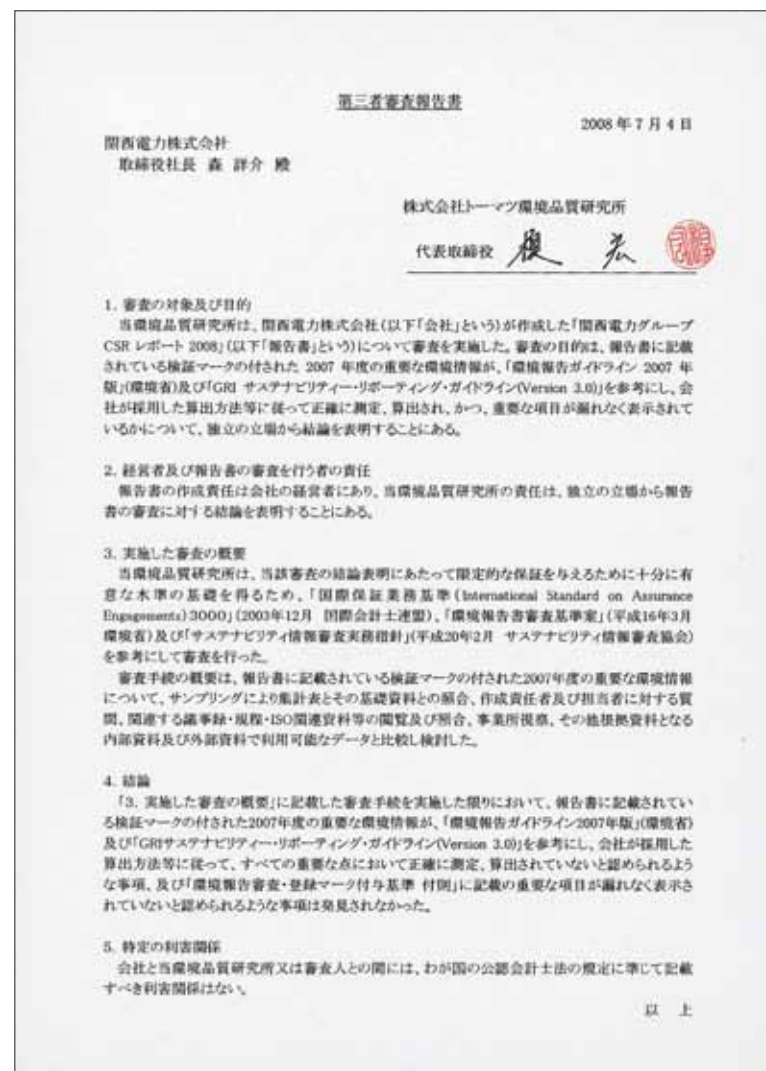 第三者審査報告書
2008年7月4日
関西電力株式会社
取締役社長 森 詳介 殿
株式会社トーマツ環境品質研究所
代表取締役
1. 審査の対象及び目的
当環境品質研究所は、関西電力株式会社(以下「会社」という)が作成した「関西電力グループ
CSR レポート 2008」(以下「報告書」という)について審査を実施した。審査の目的は、報告書に記載
されている検証マークの付された 2007 年度の重要な環境情報が、「環境報告ガイドライン 2007 年
版」(環境省)及び「GRI サステナビリティー・リポーティング・ガイドライン(Version 3.0)」を参考にし、会
社が採用した算出方法等に従って正確に測定、算出され、かつ、重要な項目が漏れなく表示されて
いるかについて、独立の立場から結論を表明することにある。
2. 経営者及び報告書の審査を行う者の責任
報告書の作成責任は会社の経営者にあり、当環境品質研究所の責任は、独立の立場から報告
書の審査に対する結論を表明することにある。
3. 実施した審査の概要
当環境品質研究所は、当該審査の結論表明にあたって限定的な保証を与えるために十分に有
意な水準の基礎を得るため、「国際保証業務基準(International Standard on Assurance
Engagements)3000」(2003年12月 国際会計士連盟)、「環境報告書審査基準案」(平成16年3月
環境省)及び「サステナビリティ情報審査実務指針」(平成20年2月 サステナビリティ情報審査協会)
を参考にして審査を行った。
審査手続の概要は、報告書に記載されている検証マークの付された2007年度の重要な環境情報
について、サンプリングにより集計表とその基礎資料との照合、作成責任者及び担当者に対する質
問、関連する議事録・規程・ISO関連資料等の閲覧及び照合、事業所視察、その他根拠資料となる
内部資料及び外部資料で利用可能なデータと比較し検討した。
4. 結論
「3. 実施した審査の概要」に記載した審査手続を実施した限りにおいて、報告書に記載されてい
る検証マークの付された2007年度の重要な環境情報が、「環境報告ガイドライン2007年版」(環境省)
及び「GRIサステナビリティー・リポーティング・ガイドライン(Version 3.0)」を参考にし、会社が採用した
算出方法等に従って、すべての重要な点において正確に測定、算出されていないと認められるよう
な事項、及び「環境報告審査・登録マーク付与基準 付則」に記載の重要な項目が漏れなく表示さ
れていないと認められるような事項は発見されなかった。
5. 特定の利害関係
会社と当環境品質研究所又は審査人との間には、わが国の公認会計士法の規定に準じて記載
すべき利害関係はない。
以 上